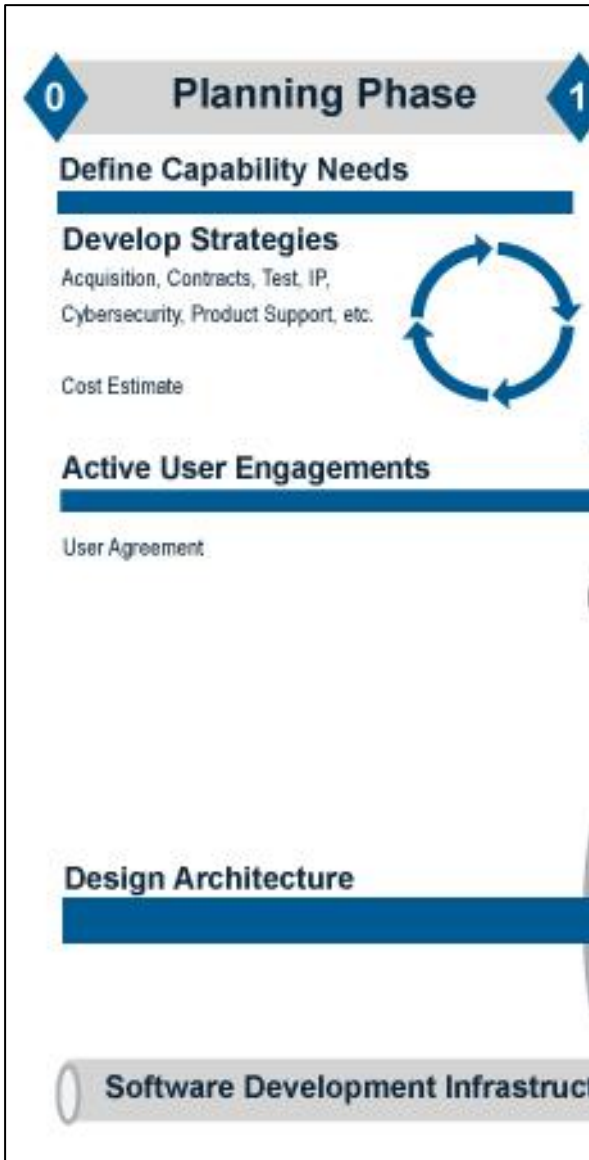 0 Planning Phase 1
Define Capability Needs
Develop Strategies
Acquisition, Contracts, Test, IP,
Cybersecurity, Product Support, etc.
Cost Estimate
Active User Engagements
User Agreement
Design Architecture
Software Development Infrastruct